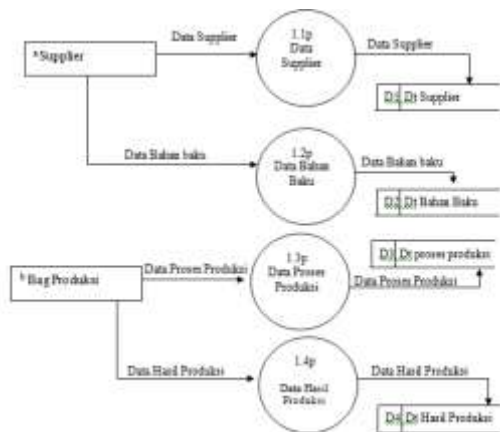 Data Supplier
1.1p
Data
Supplier
Data Supplier
a Supplier
D1 Dt Supplier
1.2p
Data Bahan
Baku
Data Bahan baku
Data Bahan baku
D2 Dt Bahan Baku
D3 Dt proses produksi
1.3p
Data Proses
Produksi
Data Proses Produksi
b Bag Produksi
Data Proses Produksi
1.4p
Data Hasil
Produksi
Data Hasil Produksi
Data Hasil Produksi
D4 Dt Hasil Produksi